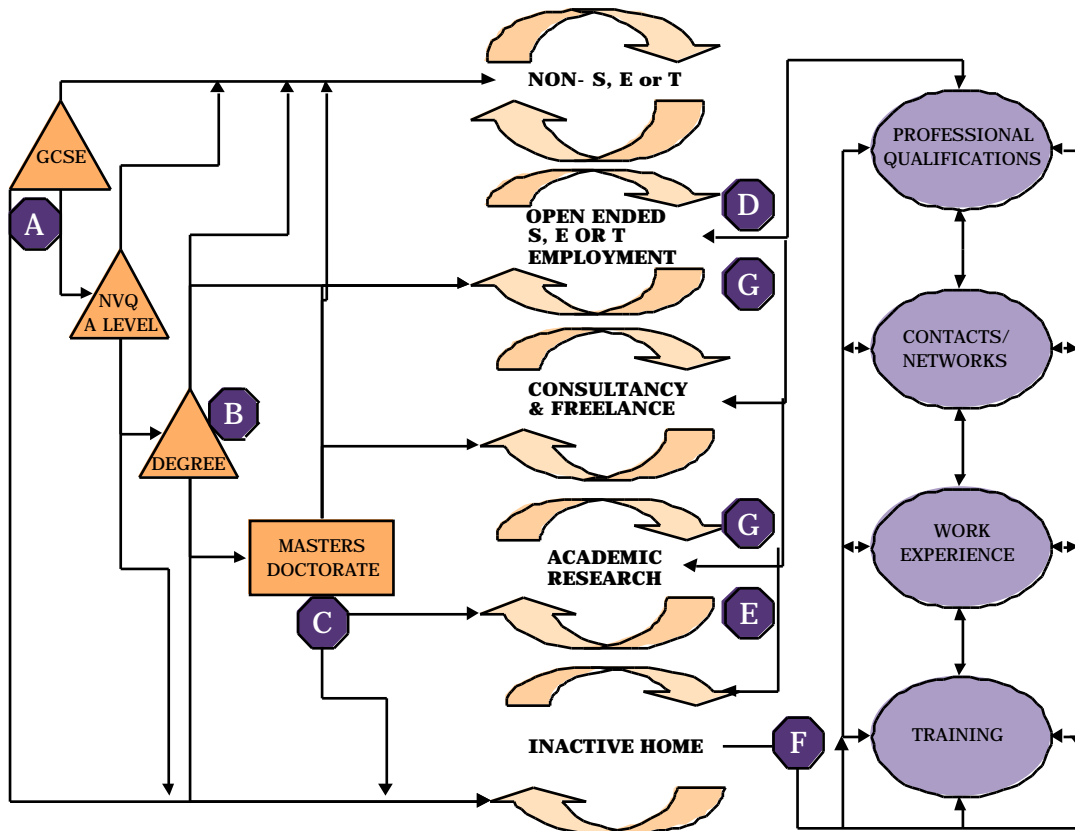 NON- S, E or T
GCSE
A
NVQ
A LEVEL
B
DEGREE
MASTERS
DOCTORATE
C
OPEN ENDED
S, E OR T
EMPLOYMENT
D
G
CONSULTANCY
& FREELANCE
G
ACADEMIC
RESEARCH
E
INACTIVE HOME
F
PROFESSIONAL
QUALIFICATIONS
CONTACTS/
NETWORKS
WORK
EXPERIENCE
TRAINING